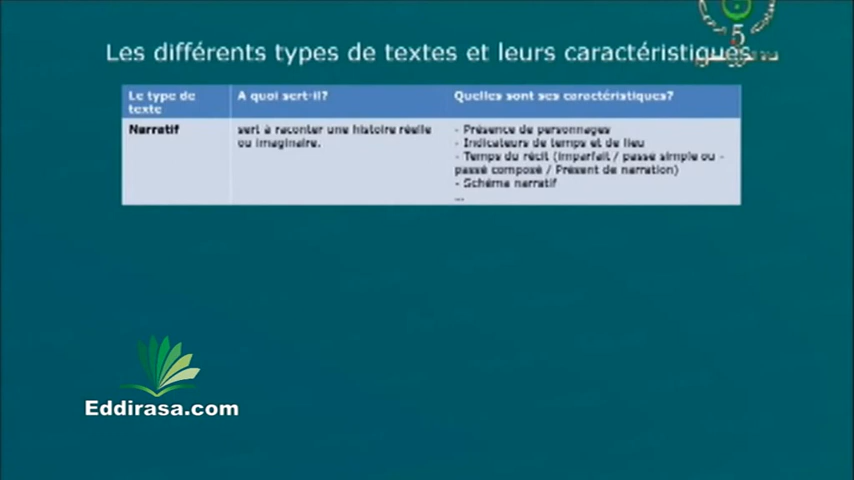 5
Les différents types de textes et leurs caractéristiques
Le type de
texte
A quoi sert-il?
Quelles sont ses caractéristiques?
Narratif
sert à raconter une histoire réelle
ou imaginaire.
- Présence de personnages
- Indicateurs de temps et de lieu
- Temps du récit (imparfait / passé simple ou -
passé composé / Présent de narration)
- Schéma narratif
...
Eddirasa.com